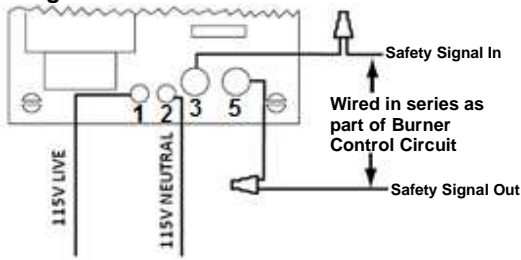 Safety Signal In
1 2 3 5
Wired in series as
part of Burner
Control Circuit
115V LIVE
115V NEUTRAL
Safety Signal Out